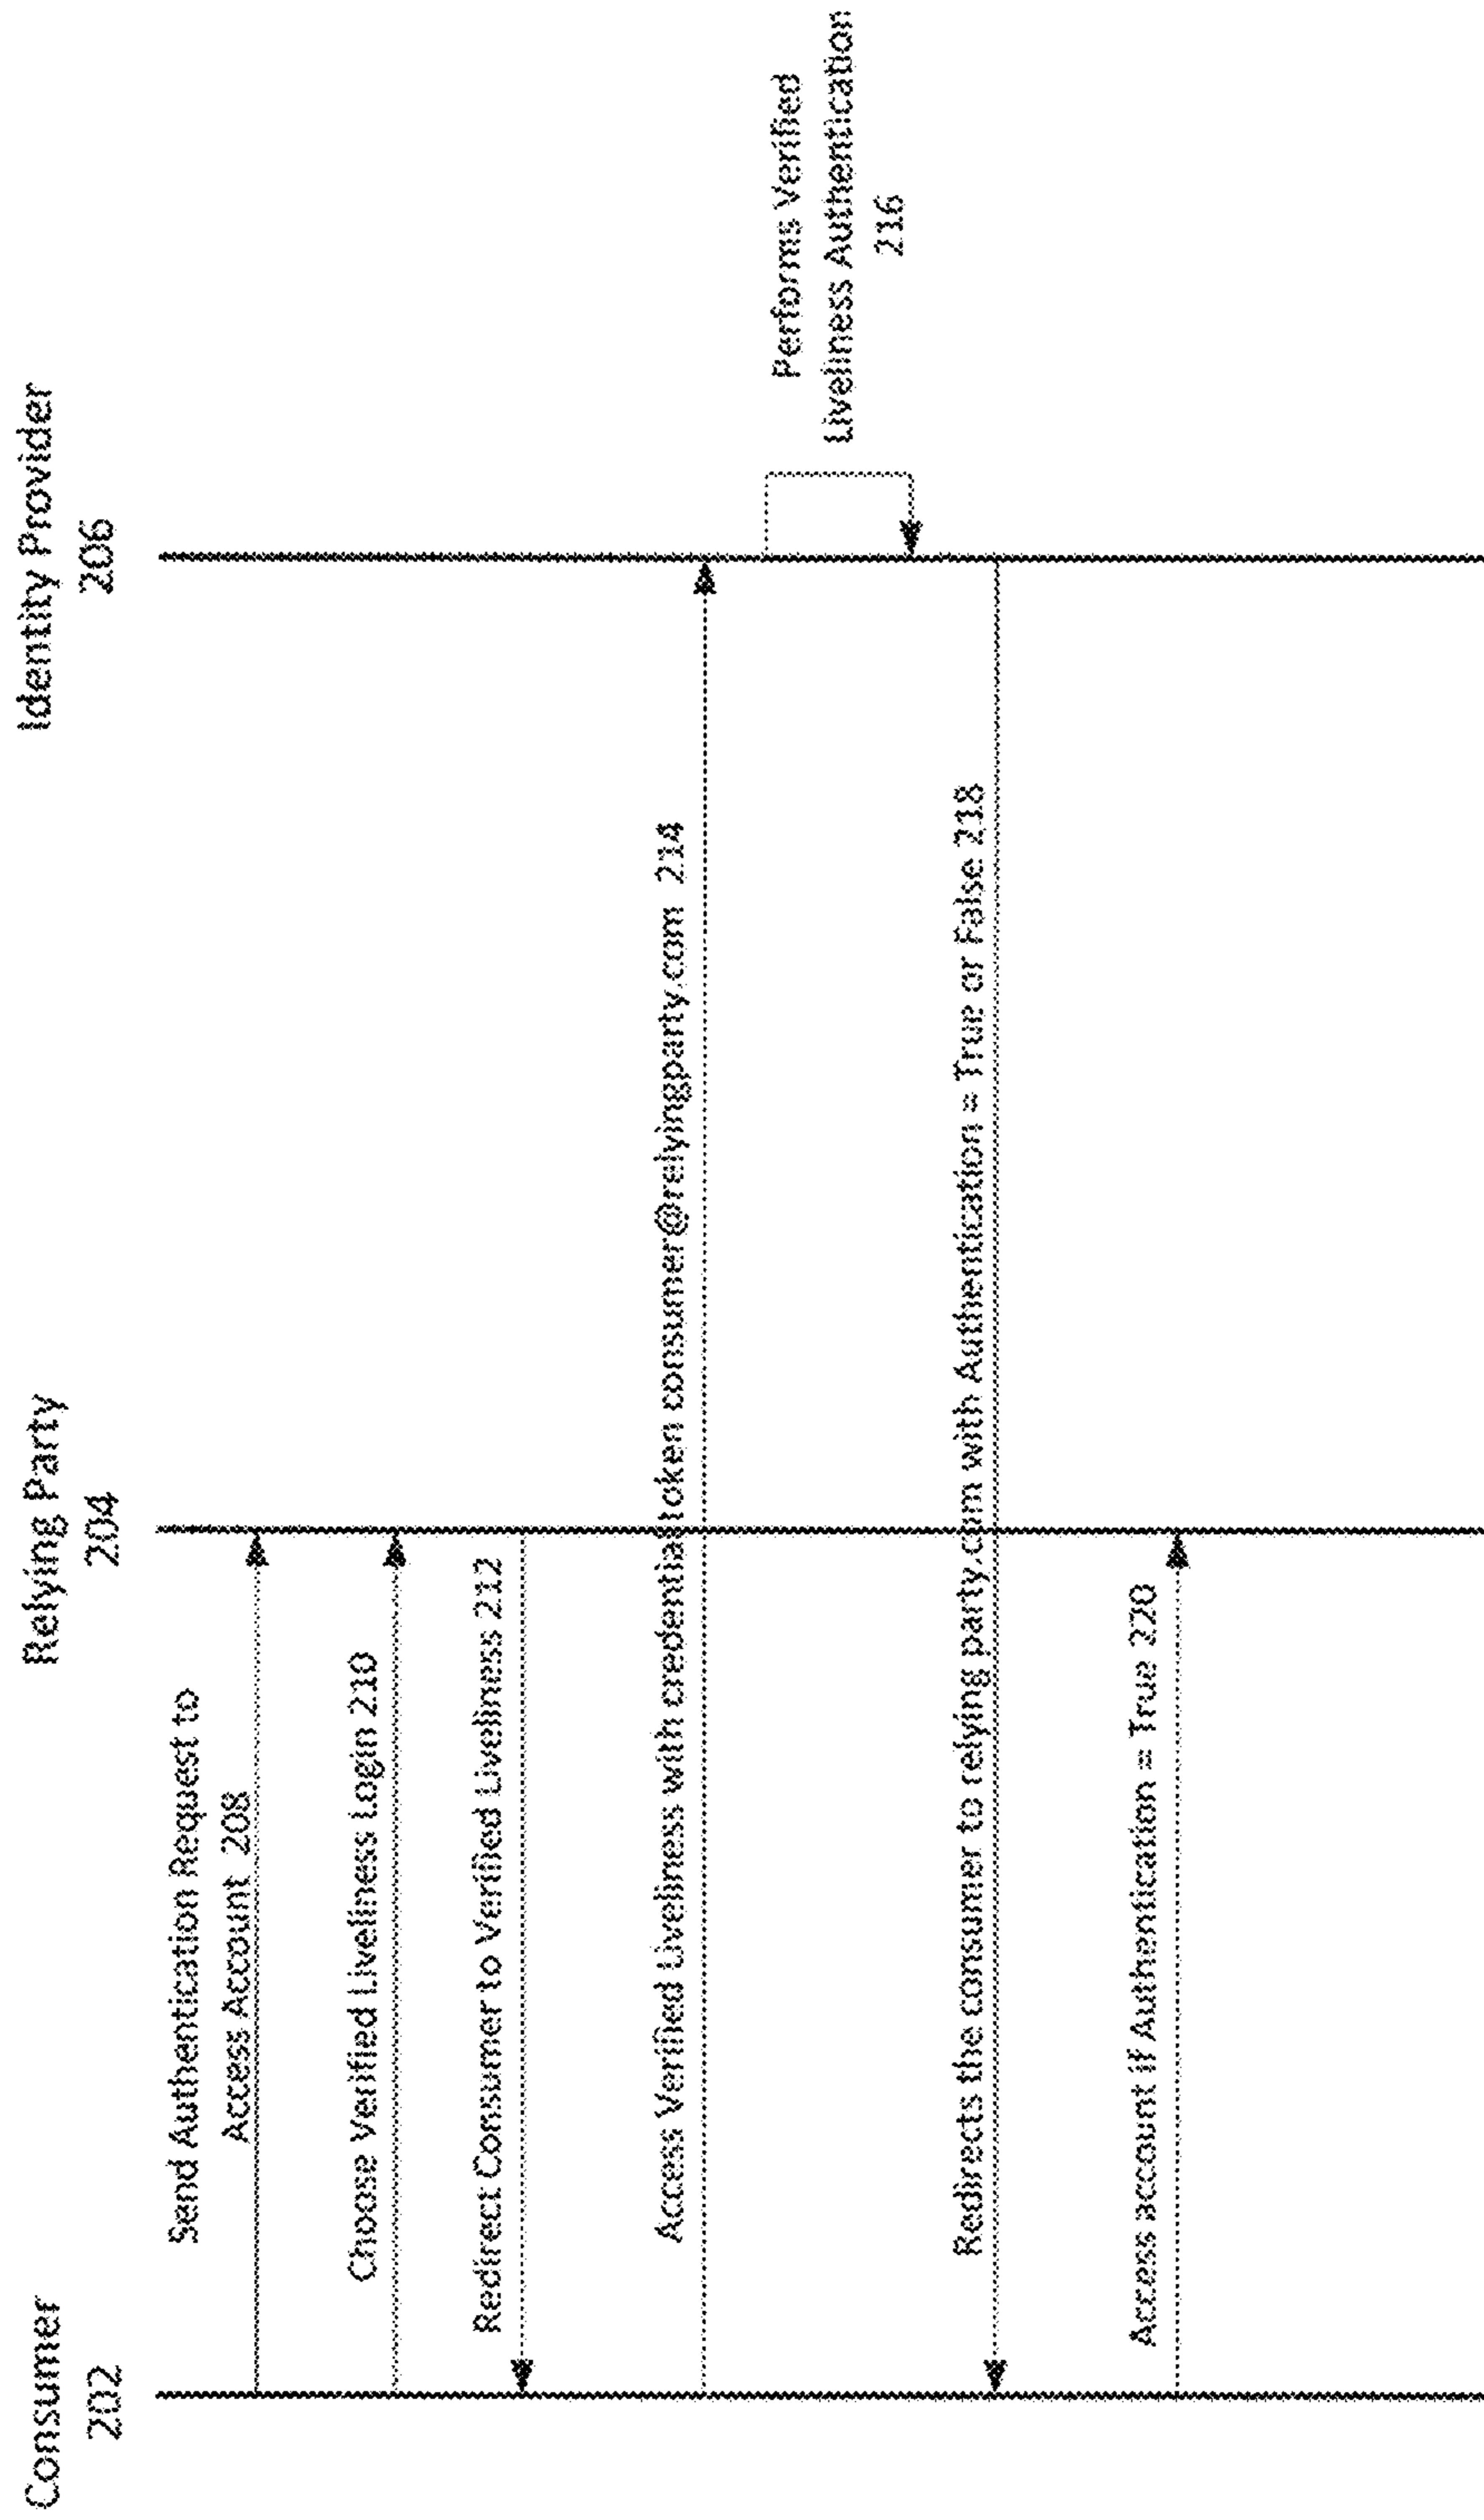 Consumer
202
Relying Party
204
Identity Provider
206
Send Authentication Request to
Access Account 208
Choose Verified Liveliness Login 210
Redirect Consumer to Verified Liveliness 212
Access Verified Liveliness with credential token consumer@relyingparty.com 214
Performs Verified
Liveliness Authentication
216
Redirects the consumer to relying party.com with Authentication = True or False 218
Access account if Authentication = True 220